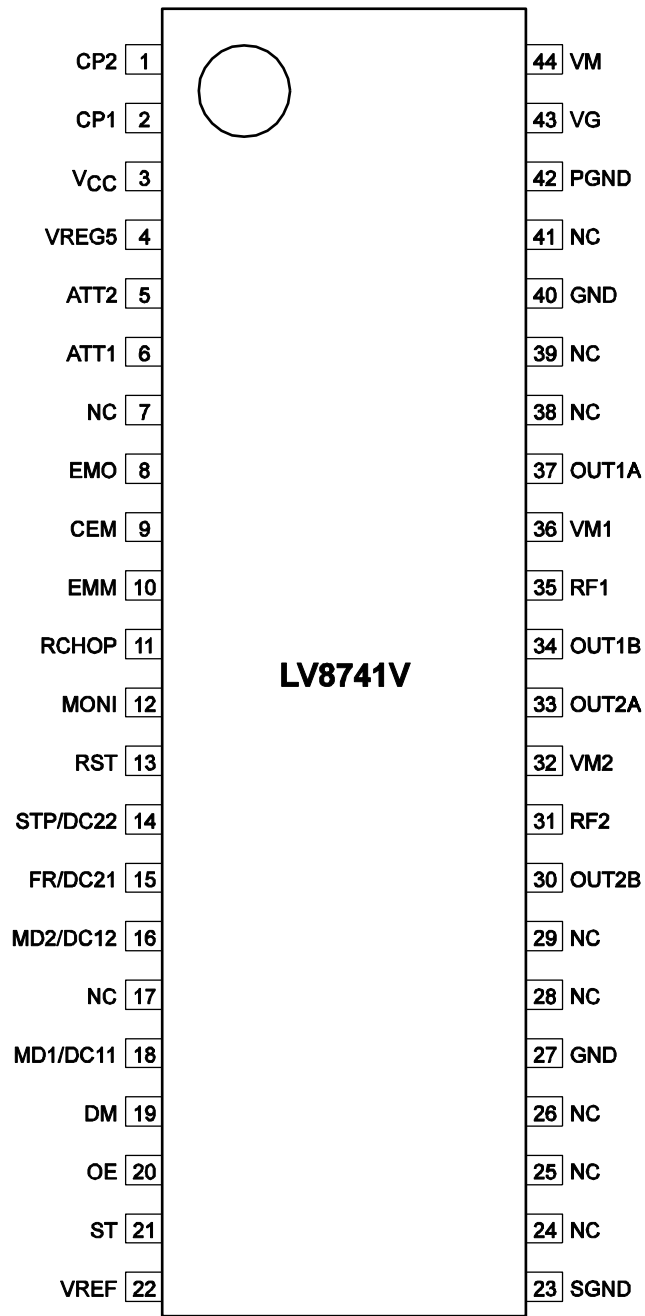 CP2 1 44 VM
CP1 2 43 VG
VCC 3 42 PGND
VREG5 4 41 NC
ATT2 5 40 GND
ATT1 6 39 NC
NC 7 38 NC
EMO 8 37 OUT1A
CEM 9 36 VM1
EMM 10 35 RF1
RCHOP 11 34 OUT1B
LV8741V
MONI 12 33 OUT2A
RST 13 32 VM2
STP/DC22 14 31 RF2
FR/DC21 15 30 OUT2B
MD2/DC12 16 29 NC
NC 17 28 NC
MD1/DC11 18 27 GND
DM 19 26 NC
OE 20 25 NC
ST 21 24 NC
VREF 22 23 SGND